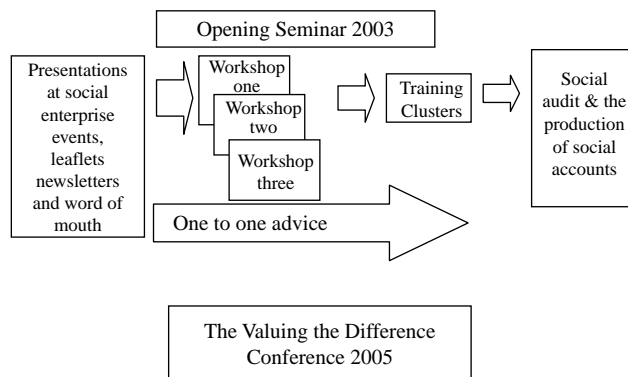 Opening Seminar 2003
Presentations
at social
enterprise
events,
leaflets
newsletters
and word of
mouth
Workshop
one
Workshop
two
Workshop
three
Training
Clusters
Social
audit & the
production
of social
accounts
One to one advice
The Valuing the Difference
Conference 2005